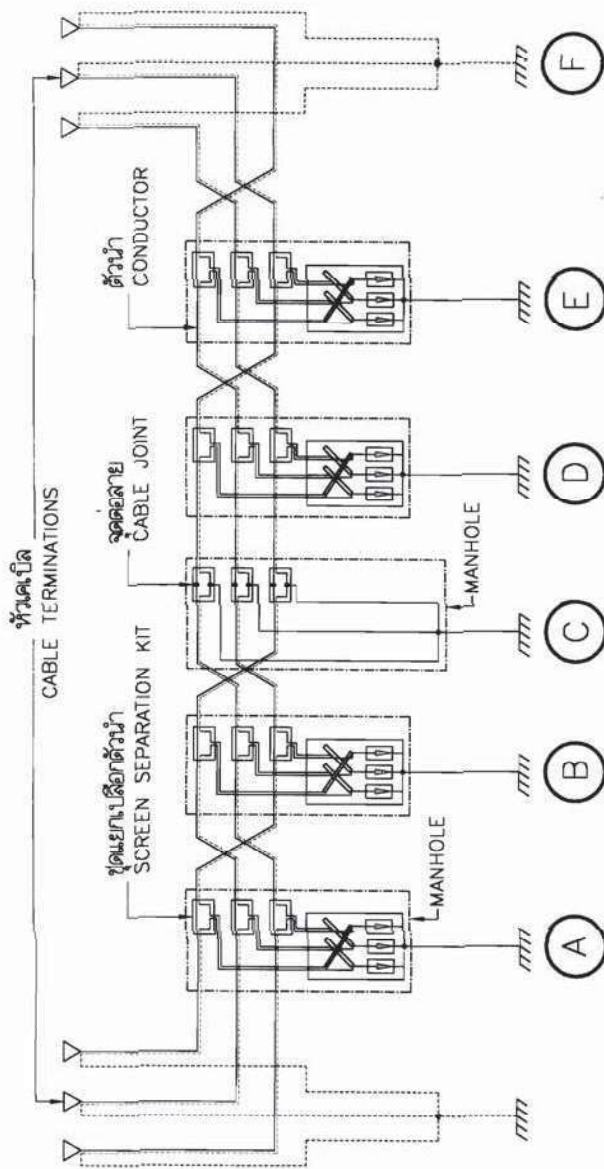 หัวเคเบิล
CABLE TERMINATIONS
ชุดแยกเปลือกตัวนำ
SCREEN SEPARATION KIT
จุดต่อสาย
CABLE JOINT
ตัวนำ
CONDUCTOR
MANHOLE
MANHOLE
A
B
C
D
E
F